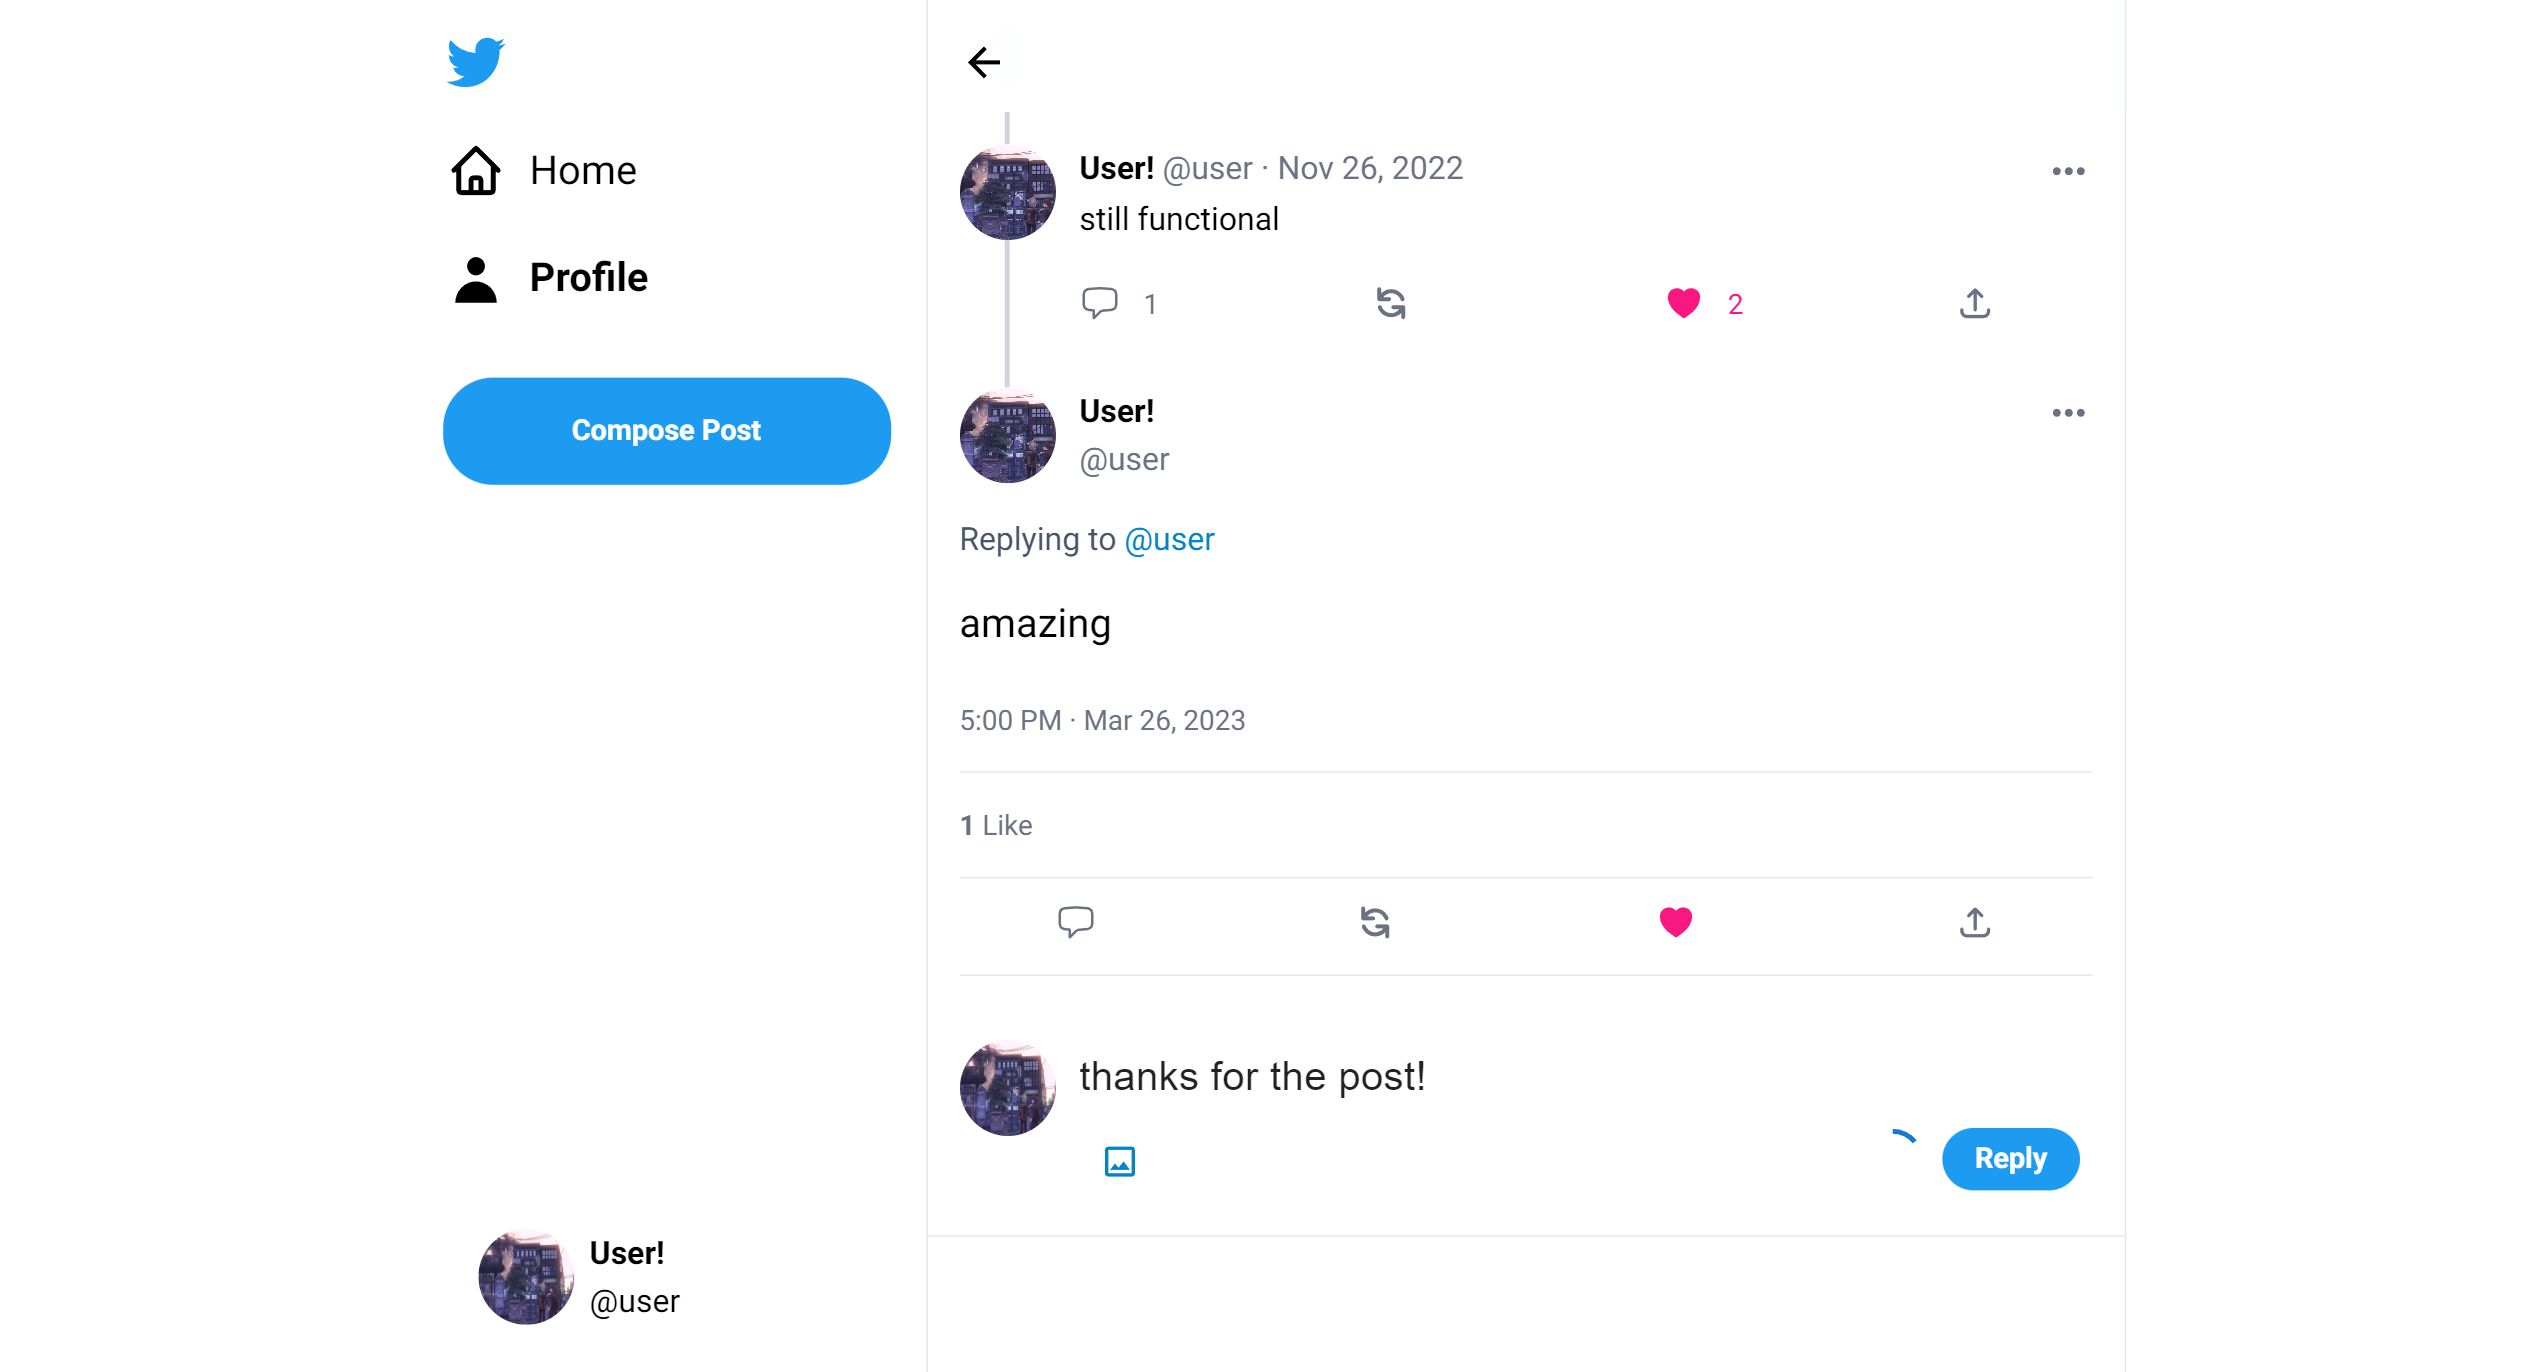 Home
Profile
Compose Post
User!
@user
User! @user · Nov 26, 2022
still functional
1
2
User!
@user
Replying to @user
amazing
5:00 PM · Mar 26, 2023
1 Like
thanks for the post!
Reply